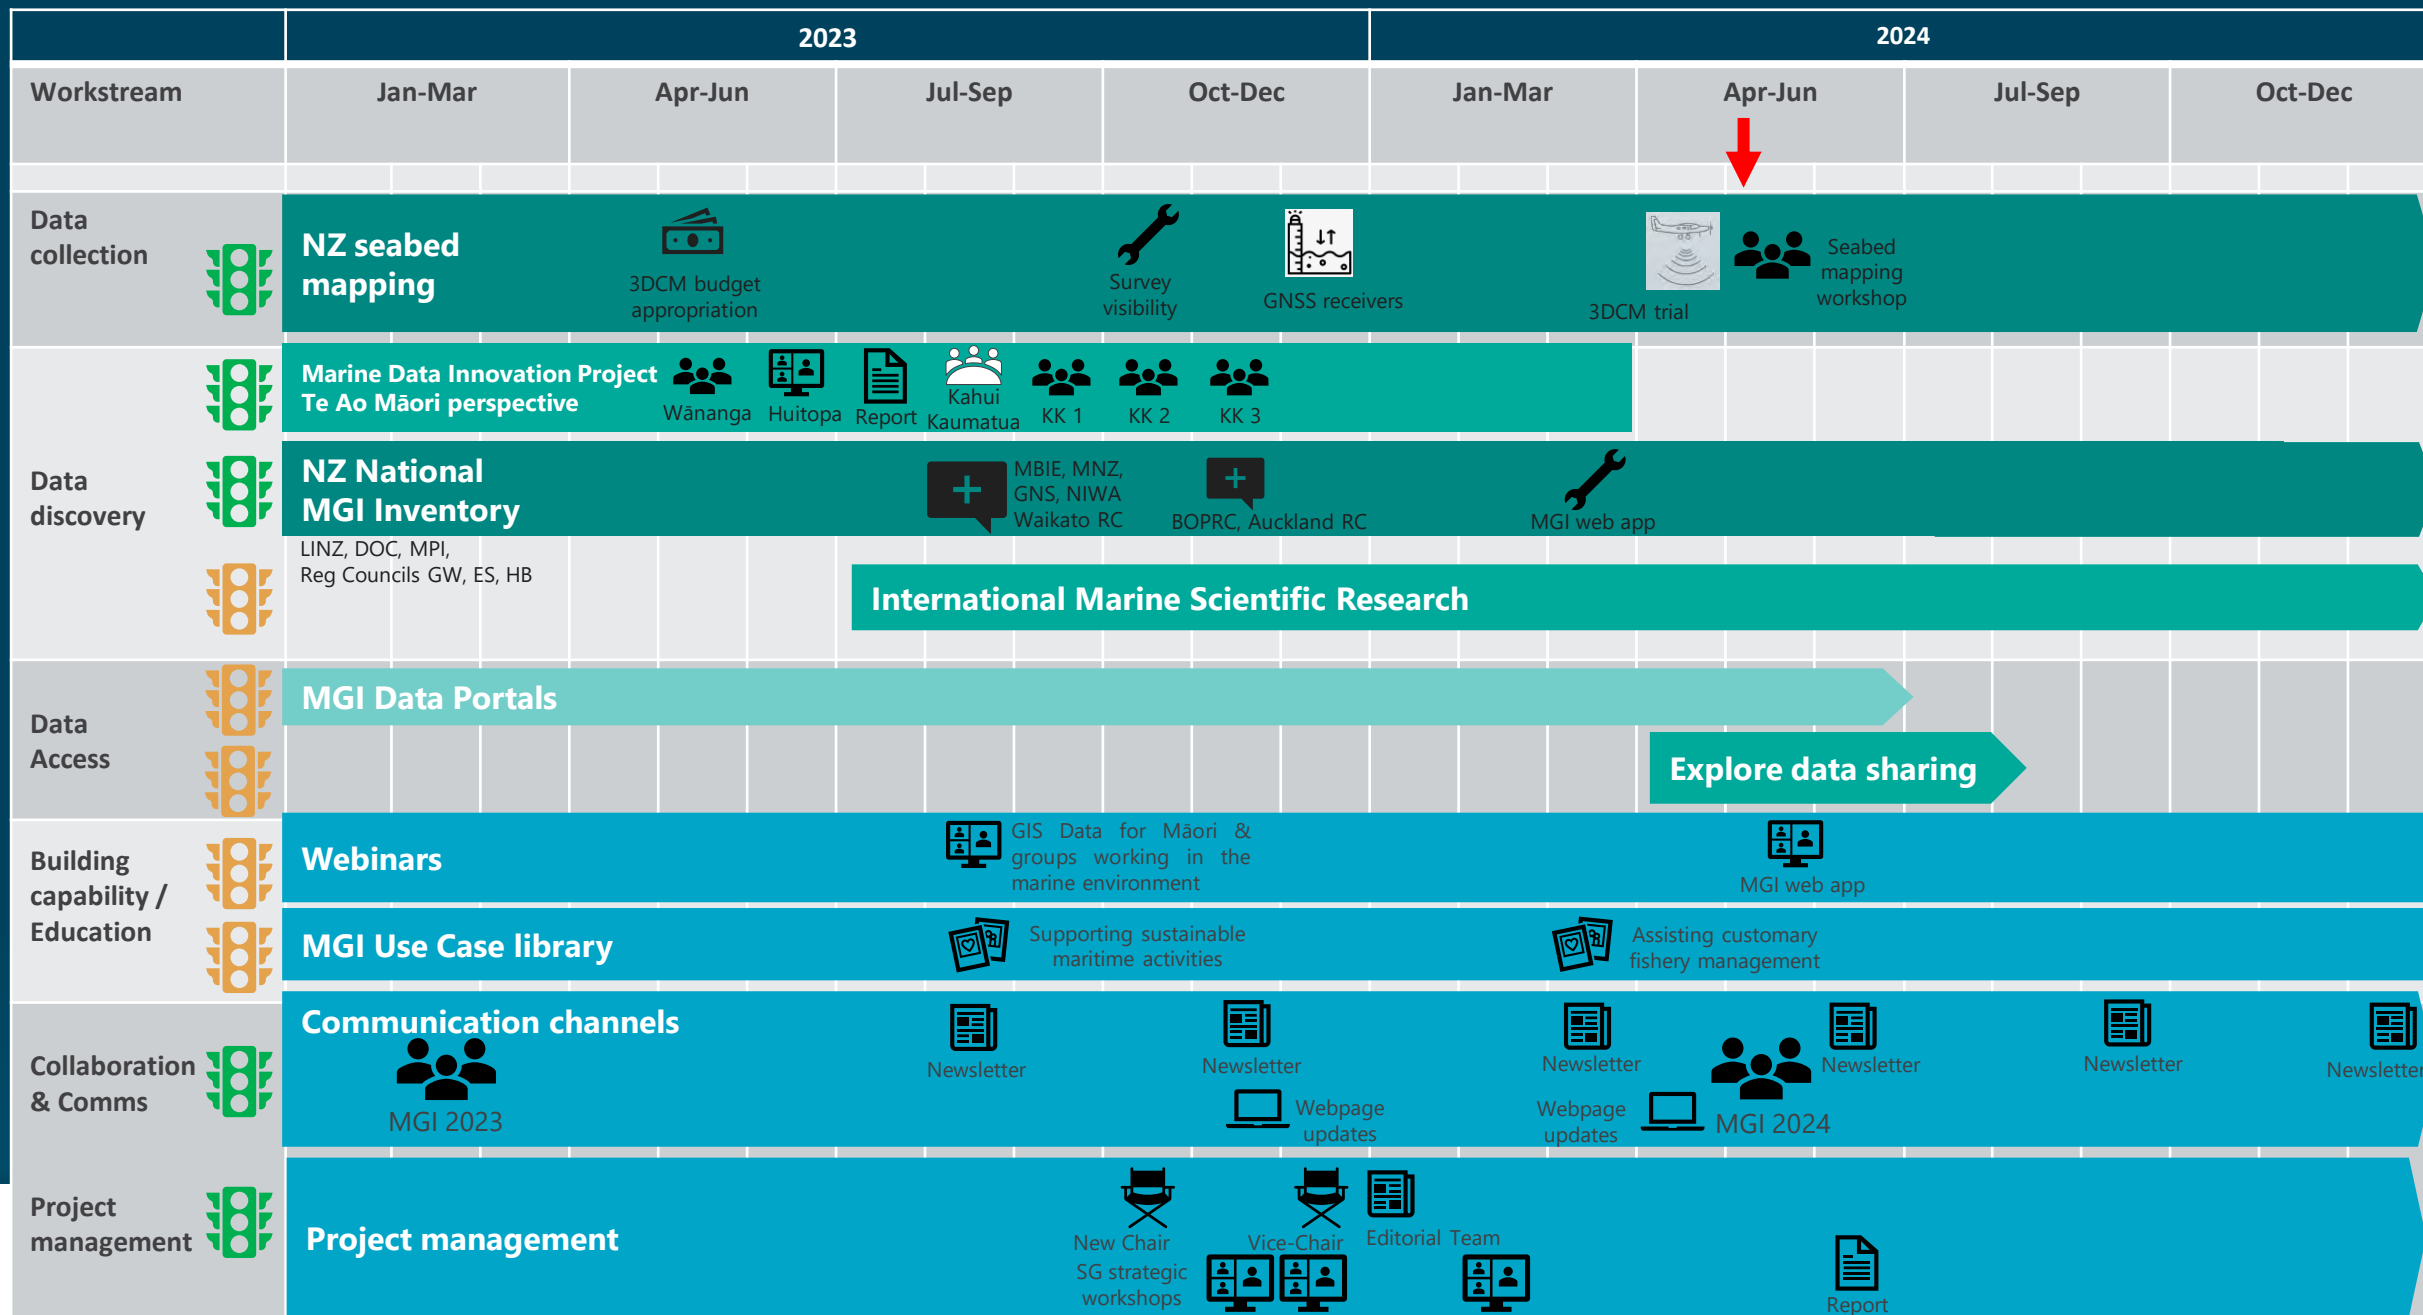 2023
2024
Workstream
Jan-Mar
Apr-Jun
Jul-Sep
Oct-Dec
Jan-Mar
Apr-Jun
Jul-Sep
Oct-Dec
Data
collection
NZ seabed
mapping
3DCM budget
appropriation
Survey
visibility
GNSS receivers
3DCM trial
Seabed
mapping
workshop
Data
discovery
Marine Data Innovation Project
Te Ao Māori perspective
Wānanga
Huitopa
Report
Kahui
Kaumatua
KK 1
KK 2
KK 3
NZ National
MGI Inventory
MBIE, MNZ,
GNS, NIWA
Waikato RC
BOPRC, Auckland RC
MGI web app
LINZ, DOC, MPI,
Reg Councils GW, ES, HB
International Marine Scientific Research
Data
Access
MGI Data Portals
Explore data sharing
Building
capability /
Education
Webinars
GIS Data for Māori &
groups working in the
marine environment
MGI web app
MGI Use Case library
Supporting sustainable
maritime activities
Assisting customary
fishery management
Collaboration
& Comms
Communication channels
MGI 2023
Newsletter
Newsletter
Webpage
updates
Newsletter
Webpage
updates
MGI 2024
Newsletter
Newsletter
Newsletter
Project
management
Project management
New Chair
Vice-Chair
Editorial Team
SG strategic
workshops
Report